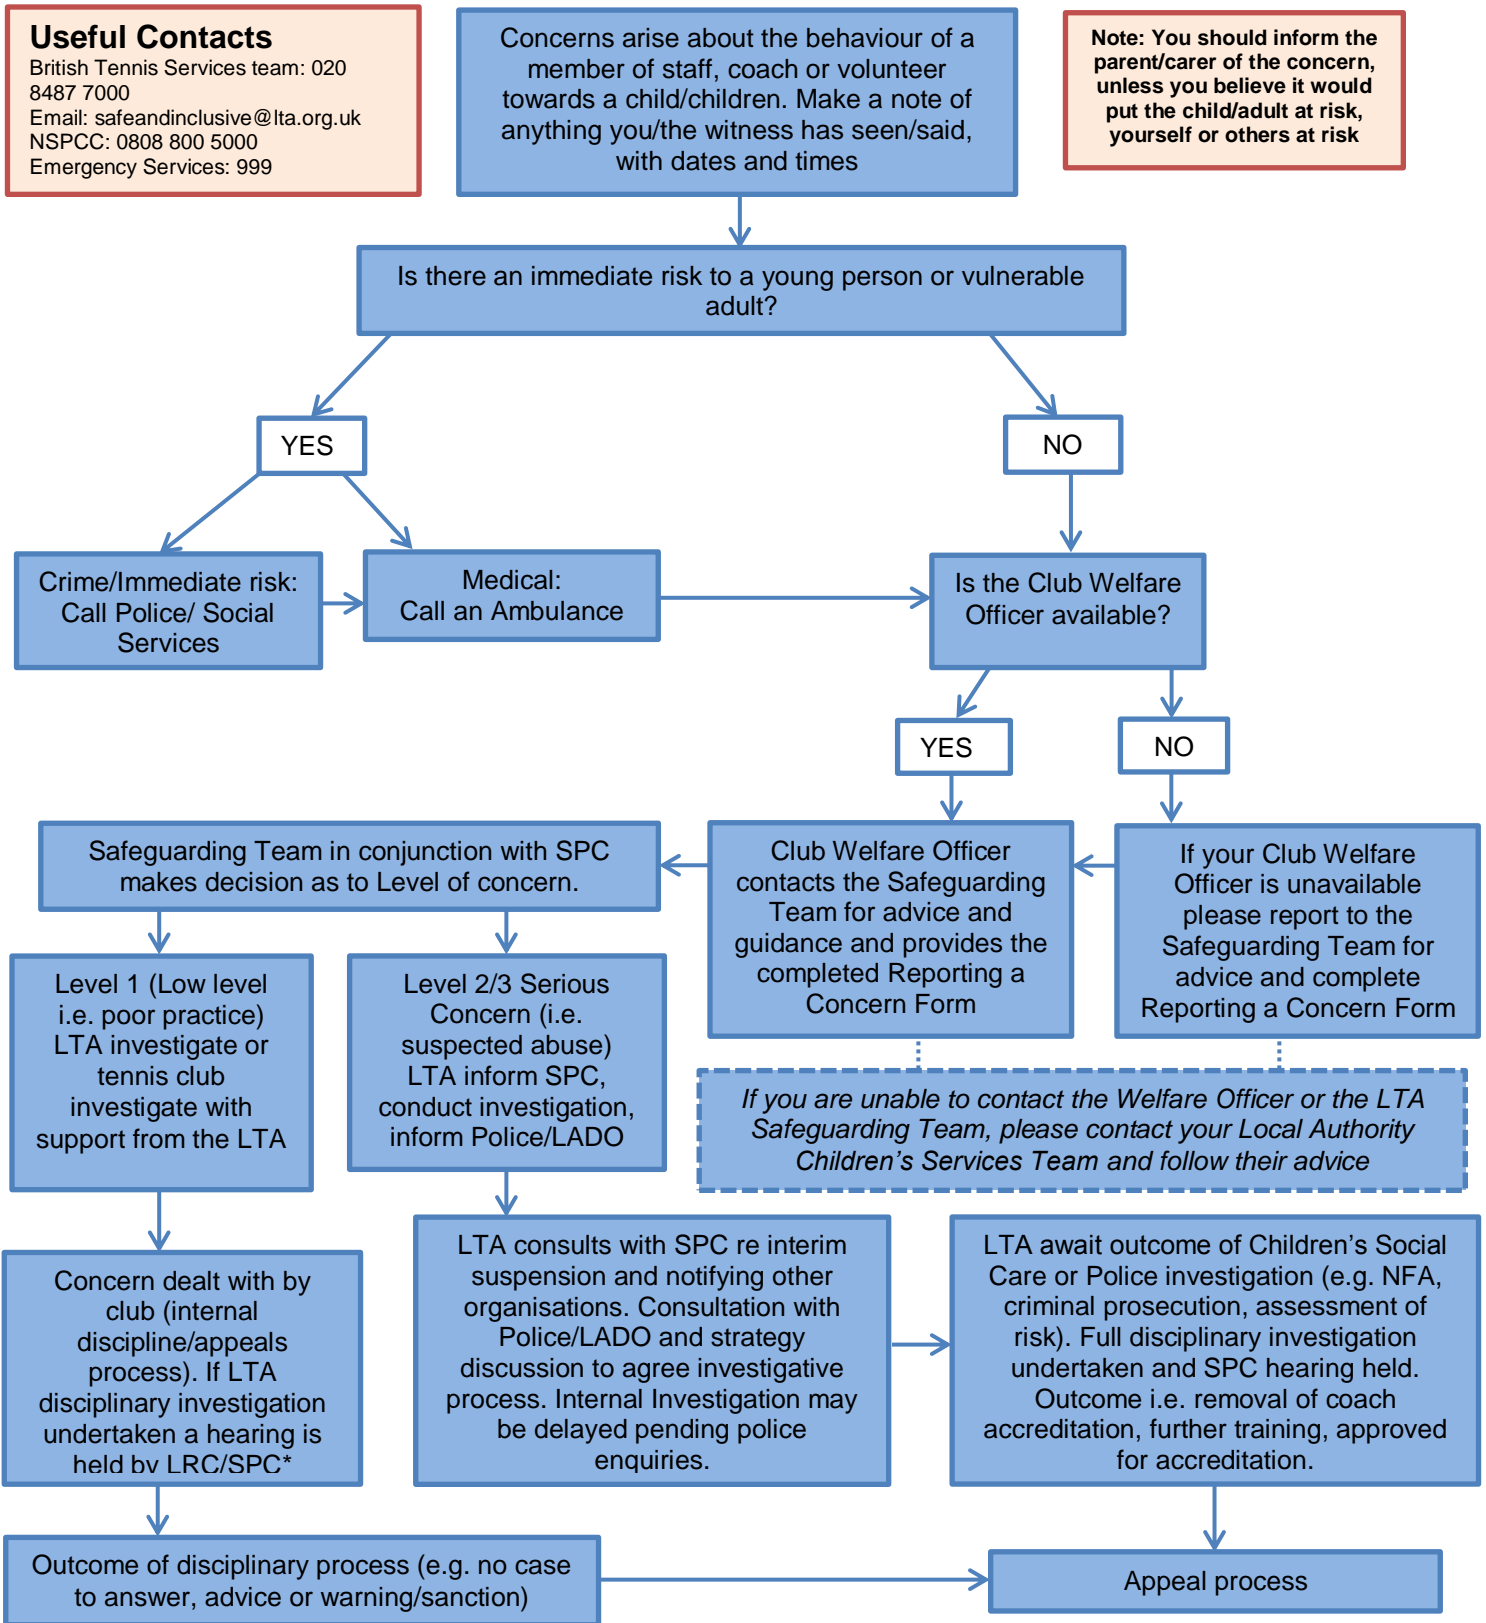 Useful Contacts
British Tennis Services team: 020
8487 7000
Email: safeandinclusive@lta.org.uk
NSPCC: 0808 800 5000
Emergency Services: 999
Concerns arise about the behaviour of a
member of staff, coach or volunteer
towards a child/children. Make a note of
anything you/the witness has seen/said,
with dates and times
Note: You should inform the
parent/carer of the concern,
unless you believe it would
put the child/adult at risk,
yourself or others at risk
Is there an immediate risk to a young person or vulnerable
adult?
YES
NO
Crime/Immediate risk:
Call Police/ Social
Services
Medical:
Call an Ambulance
Is the Club Welfare
Officer available?
YES
NO
Safeguarding Team in conjunction with SPC
makes decision as to Level of concern.
Club Welfare Officer
contacts the Safeguarding
Team for advice and
guidance and provides the
completed Reporting a
Concern Form
If your Club Welfare
Officer is unavailable
please report to the
Safeguarding Team for
advice and complete
Reporting a Concern Form
Level 1 (Low level
i.e. poor practice)
LTA investigate or
tennis club
investigate with
support from the LTA
Level 2/3 Serious
Concern (i.e.
suspected abuse)
LTA inform SPC,
conduct investigation,
inform Police/LADO
If you are unable to contact the Welfare Officer or the LTA
Safeguarding Team, please contact your Local Authority
Children’s Services Team and follow their advice
Concern dealt with by
club (internal
discipline/appeals
process). If LTA
disciplinary investigation
undertaken a hearing is
held by LRC/SPC*
LTA consults with SPC re interim
suspension and notifying other
organisations. Consultation with
Police/LADO and strategy
discussion to agree investigative
process. Internal Investigation may
be delayed pending police
enquiries.
LTA await outcome of Children’s Social
Care or Police investigation (e.g. NFA,
criminal prosecution, assessment of
risk). Full disciplinary investigation
undertaken and SPC hearing held.
Outcome i.e. removal of coach
accreditation, further training, approved
for accreditation.
Outcome of disciplinary process (e.g. no case
to answer, advice or warning/sanction)
Appeal process